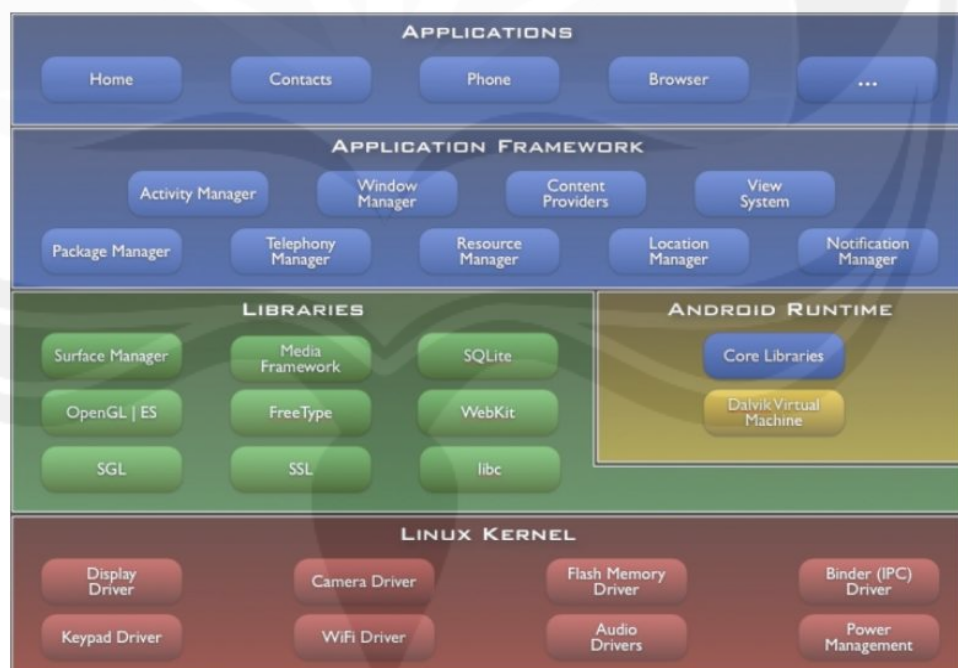 APPLICATIONS
Home
Contacts
Phone
Browser
...
APPLICATION FRAMEWORK
Activity Manager
Window
Manager
Content
Providers
View
System
Package Manager
Telephony
Manager
Resource
Manager
Location
Manager
Notification
Manager
LIBRARIES
Surface Manager
Media
Framework
SQLite
OpenGL | ES
FreeType
WebKit
SGL
SSL
libc
ANDROID RUNTIME
Core Libraries
Dalvik Virtual
Machine
LINUX KERNEL
Display
Driver
Camera Driver
Flash Memory
Driver
Binder (IPC)
Driver
Keypad Driver
WiFi Driver
Audio
Drivers
Power
Management